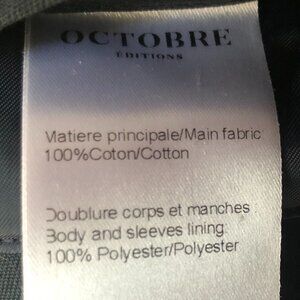 OCTOBRE
ÉDITIONS
Matiere principale/Main fabric
100%Coton/Cotton
Doublure corps et manches
Body and sleeves lining:
100% Polyester/Polyester